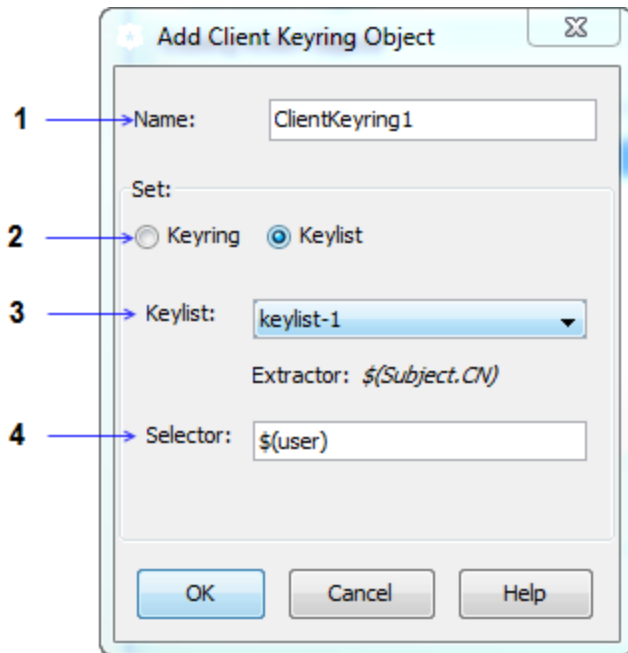 Add Client Keyring Object
1 Name: ClientKeyring1
Set:
2 Keyring Keylist
3 Keylist: keylist-1
Extractor: $(Subject.CN)
4 Selector: $(user)
OK Cancel Help